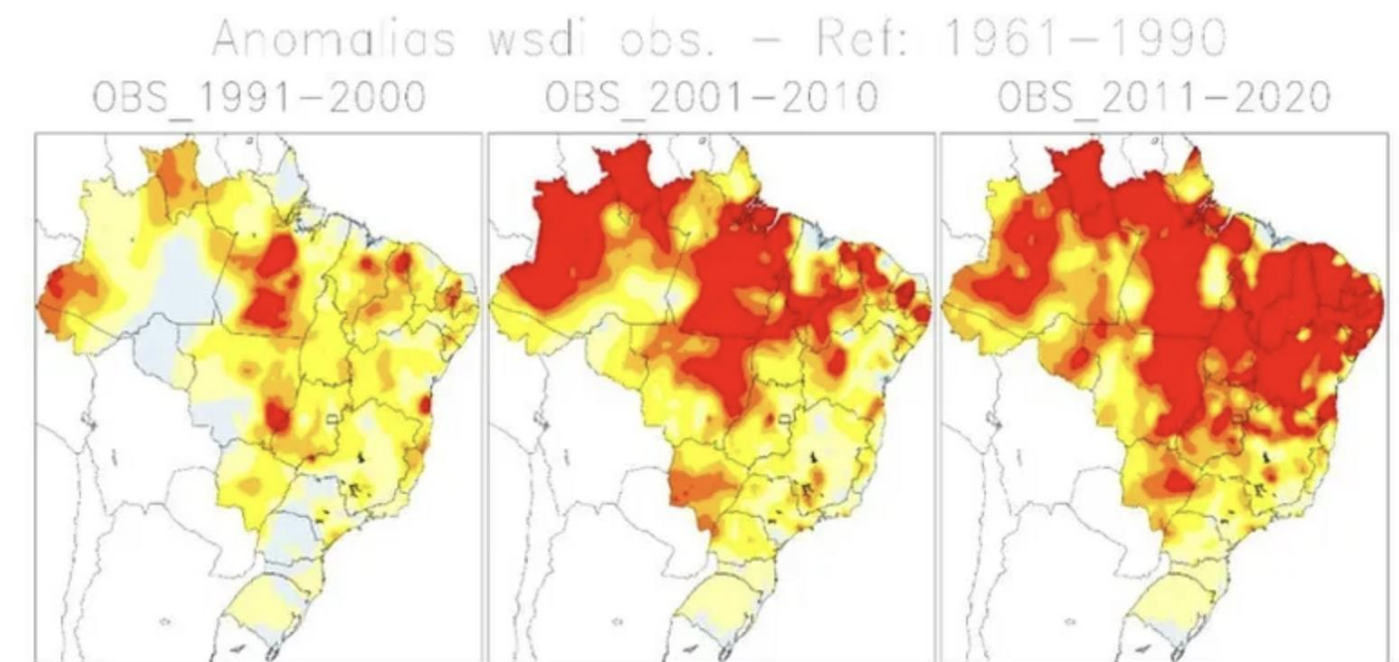 Anomalias wsdi obs. – Ref: 1961–1990
OBS_1991–2000 OBS_2001–2010 OBS_2011–2020